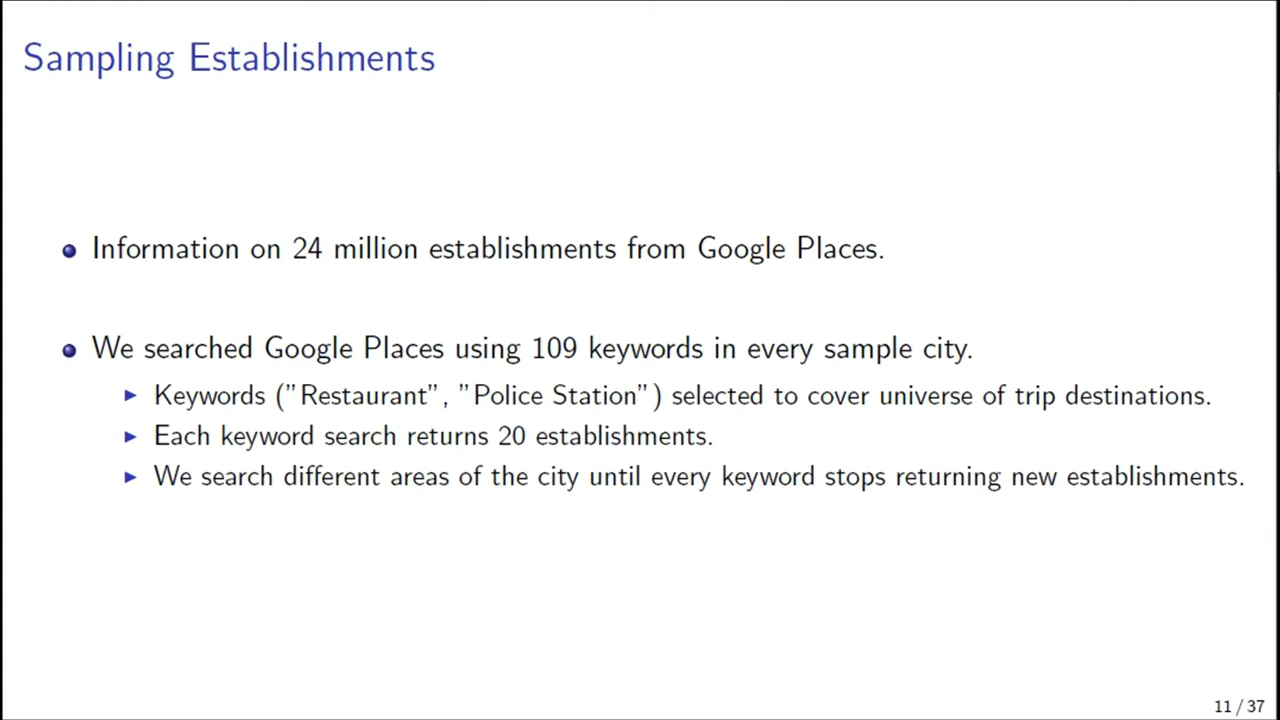 Sampling Establishments
Information on 24 million establishments from Google Places.
We searched Google Places using 109 keywords in every sample city.
Keywords ("Restaurant", "Police Station") selected to cover universe of trip destinations.
Each keyword search returns 20 establishments.
We search different areas of the city until every keyword stops returning new establishments.
11 / 37